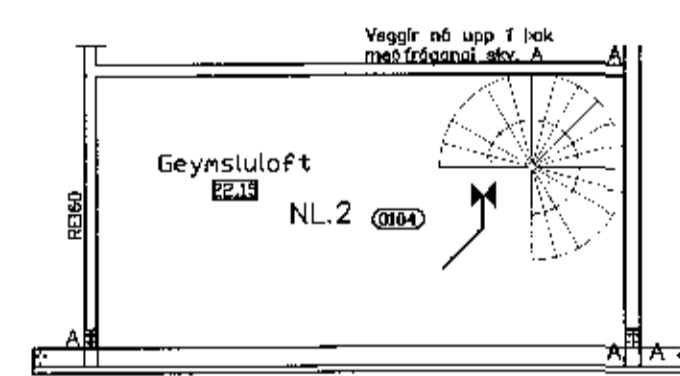 Veggir ná upp í þak
með frágangi skv. A
A
Geymsluloft
22.15
NL.2
0104
REI60
A
A
A